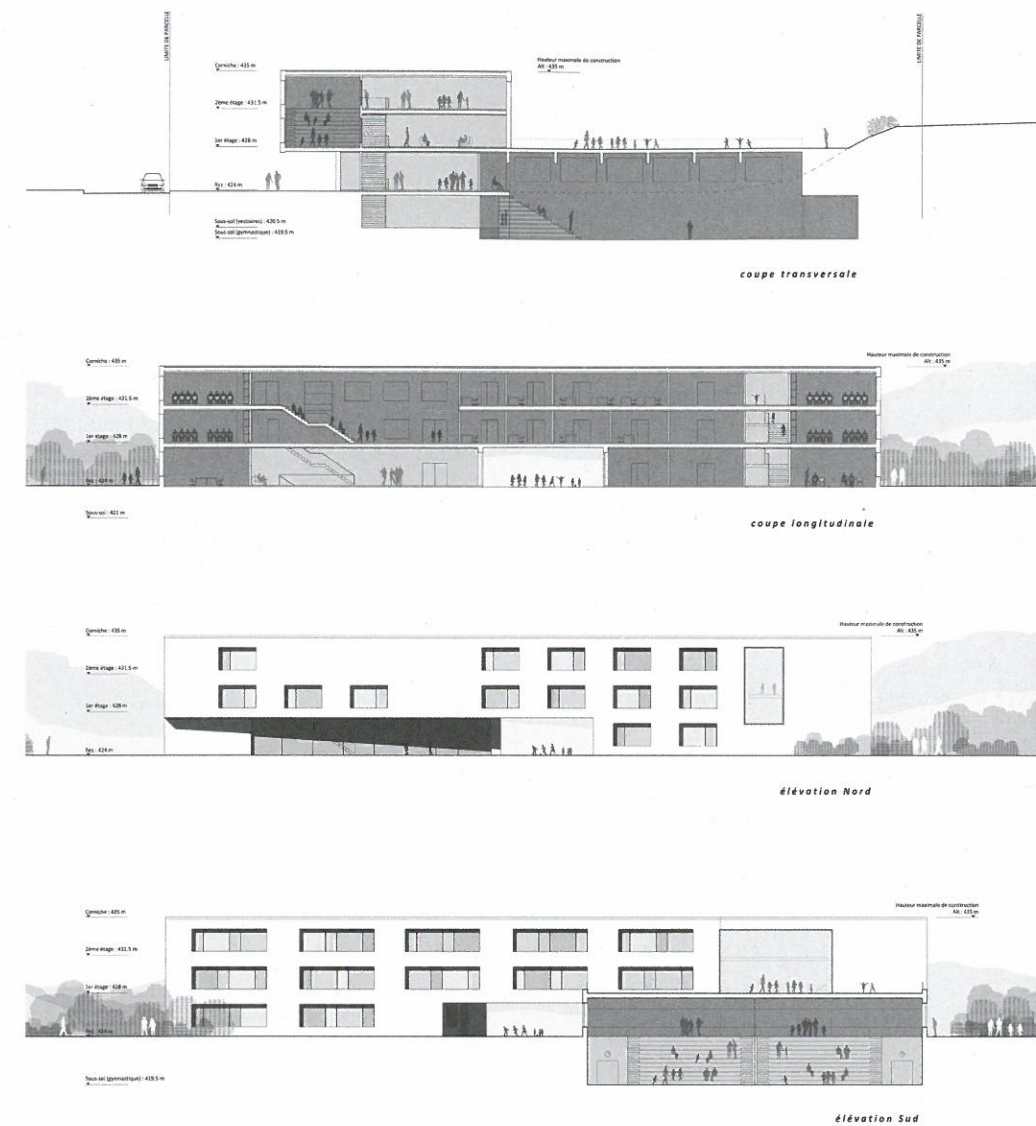 LIMITE DE PARCELLE
LIMITE DE PARCELLE
Corniche : 435 m
Hauteur maximale de construction
Alt : 435 m
2ème étage : 431.5 m
1er étage : 428 m
Rez : 424 m
Sous-sol (vestiaires) : 420.5 m
Sous sol (gymnastique) : 419.5 m
coupe transversale
Corniche : 435 m
Hauteur maximale de construction
Alt : 435 m
2ème étage : 431.5 m
1er étage : 428 m
Rez : 424 m
Sous-sol : 421 m
coupe longitudinale
Corniche : 435 m
Hauteur maximale de construction
Alt : 435 m
2ème étage : 431.5 m
1er étage : 428 m
Rez : 424 m
élévation Nord
Corniche : 435 m
Hauteur maximale de construction
Alt : 435 m
2ème étage : 431.5 m
1er étage : 428 m
Rez : 424 m
Sous sol (gymnastique) : 419.5 m
élévation Sud